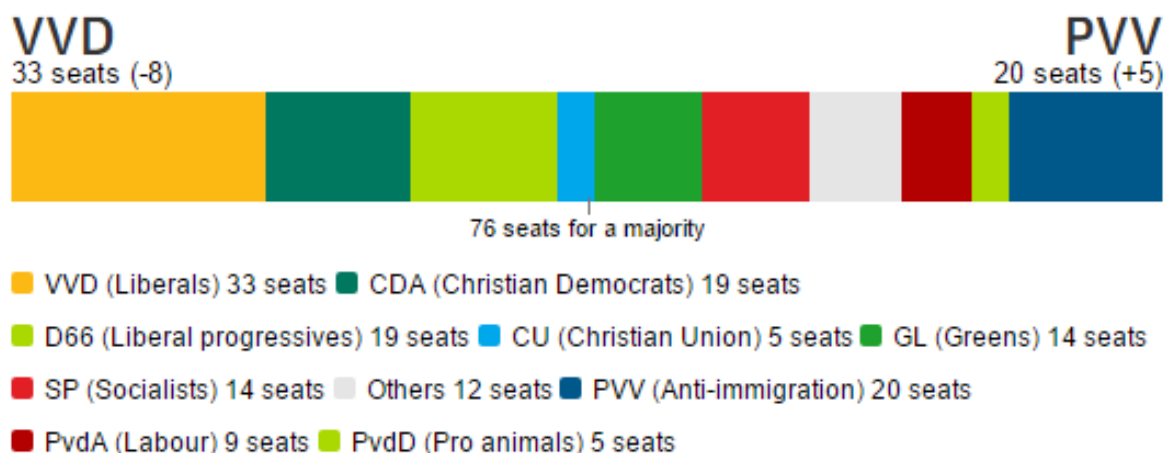 VVD PVV
33 seats (-8) 20 seats (+5)
76 seats for a majority
VVD (Liberals) 33 seats CDA (Christian Democrats) 19 seats
D66 (Liberal progressives) 19 seats CU (Christian Union) 5 seats GL (Greens) 14 seats
SP (Socialists) 14 seats Others 12 seats PVV (Anti-immigration) 20 seats
PvdA (Labour) 9 seats PvdD (Pro animals) 5 seats